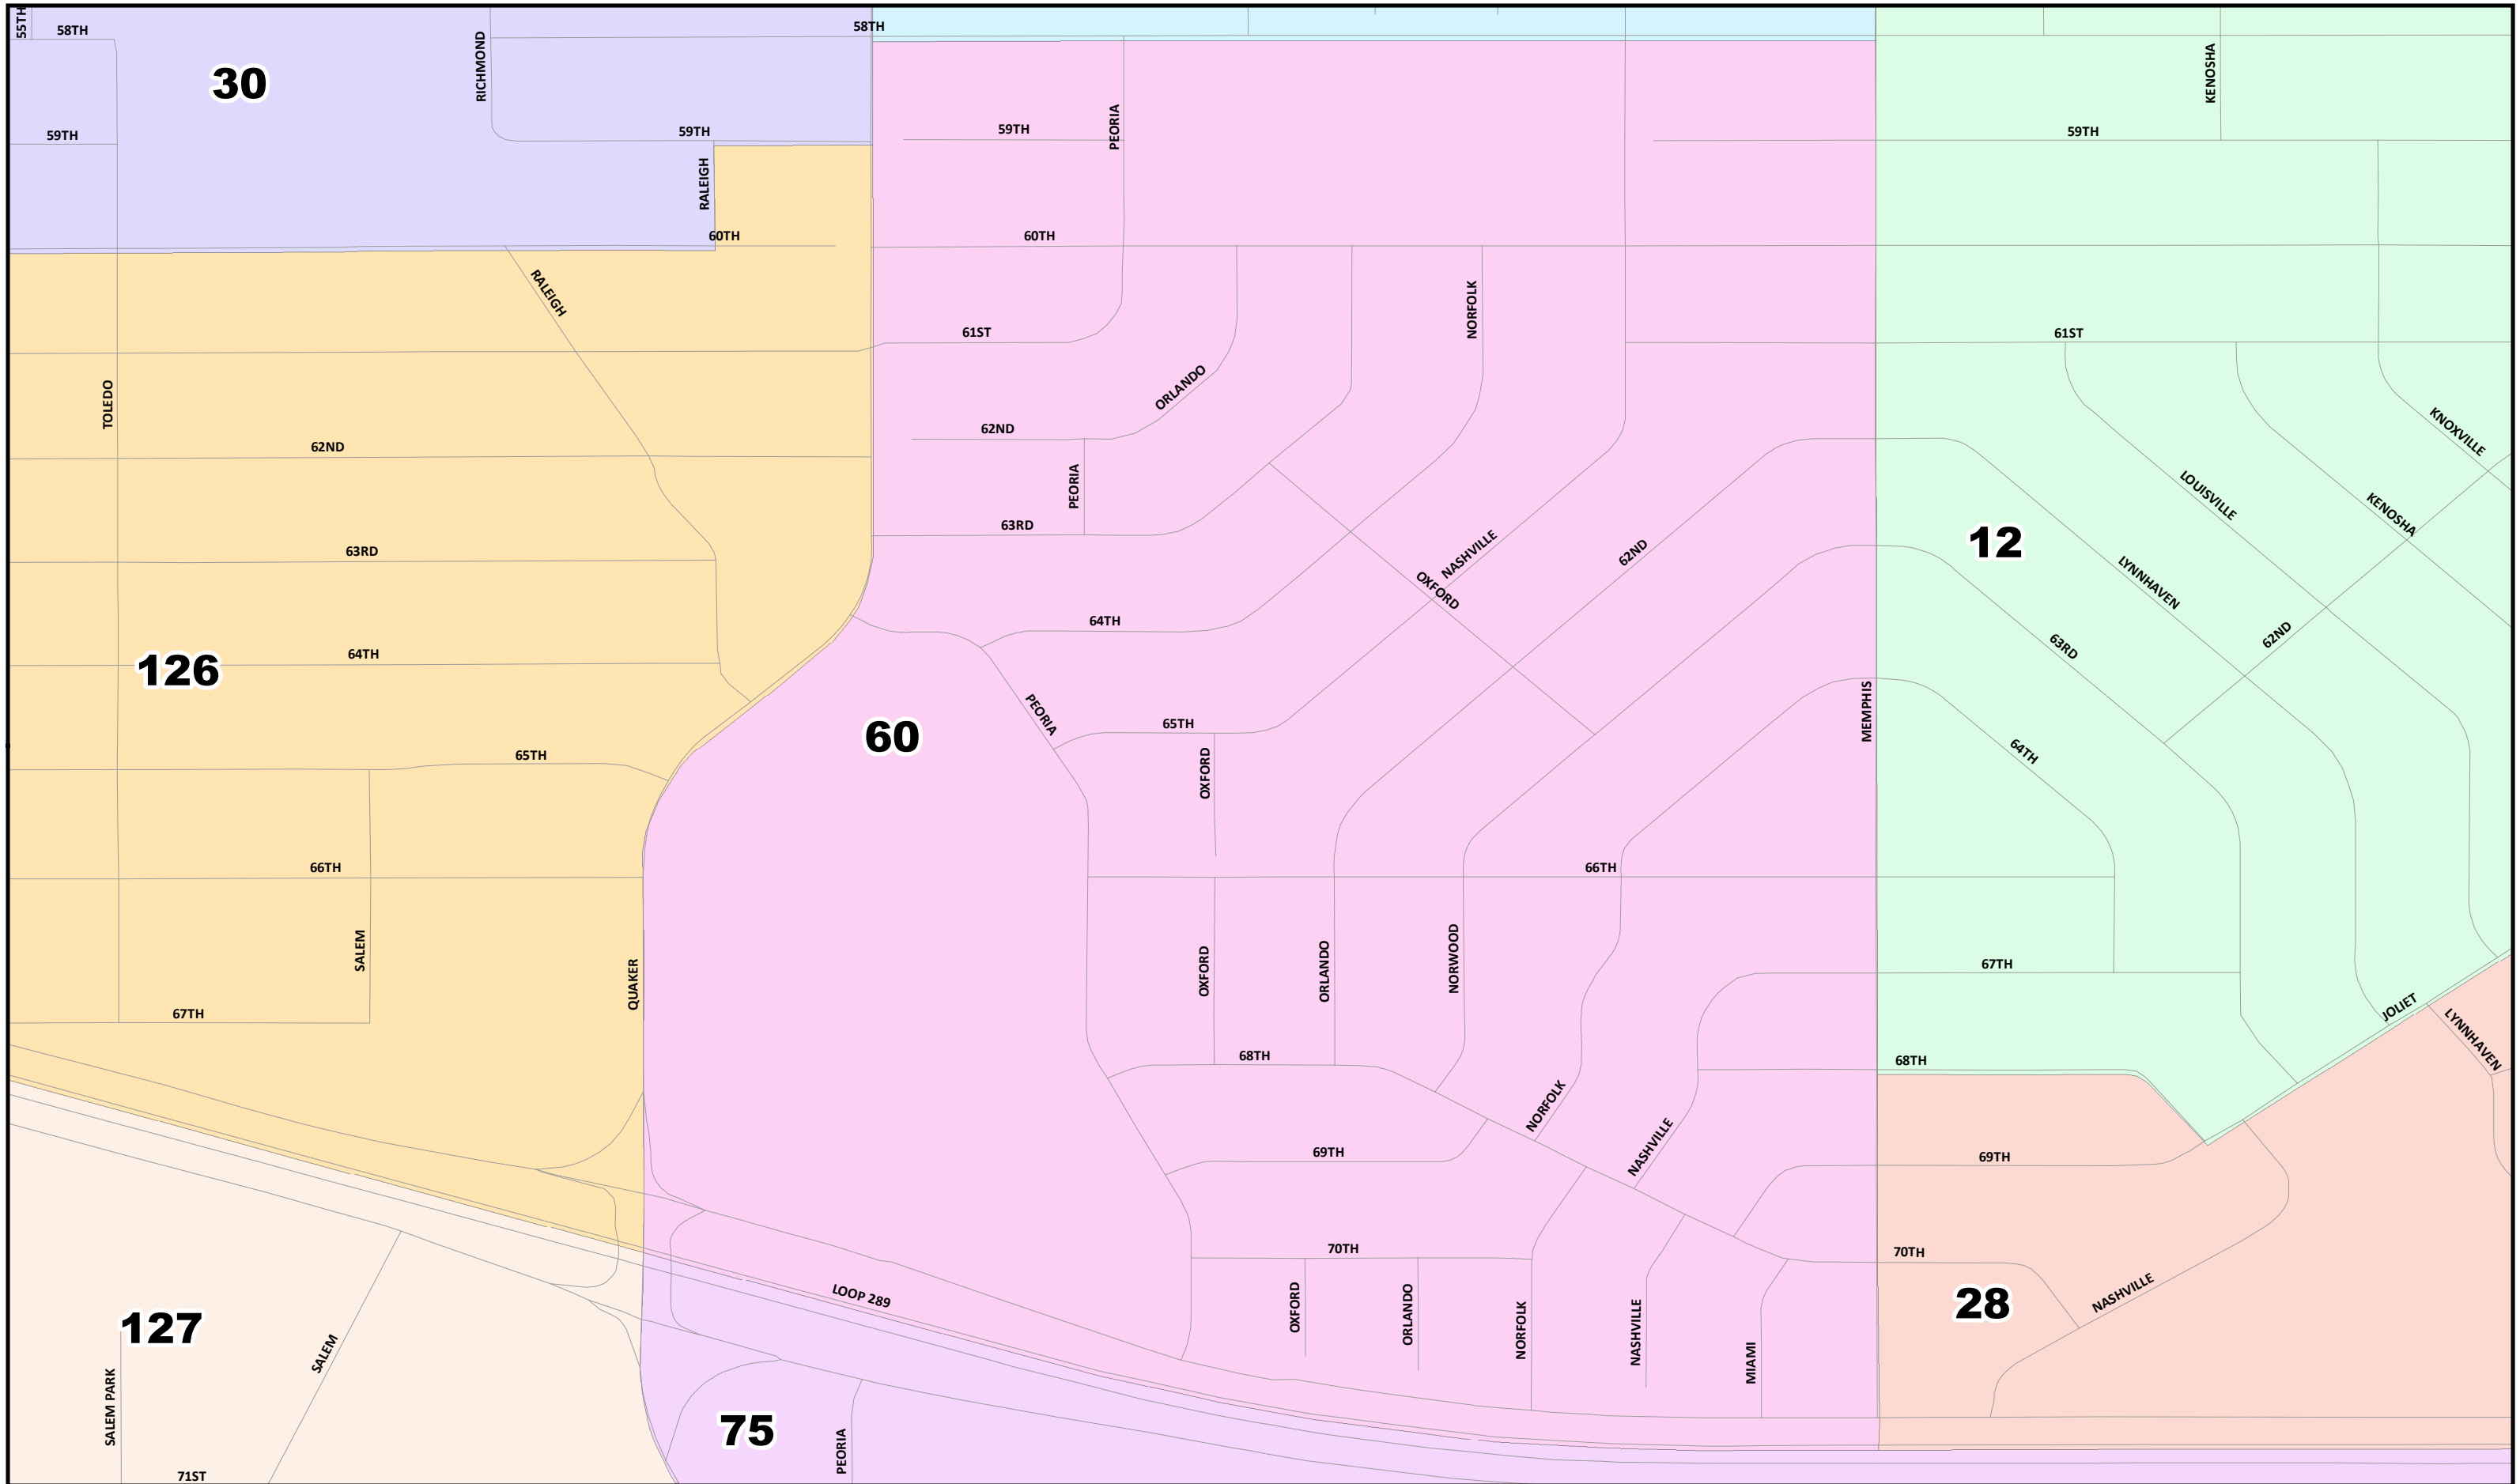 55TH
58TH
RICHMOND
58TH
KENOSHA
30
PEORIA
59TH
59TH
59TH
59TH
RALEIGH
60TH
60TH
RALEIGH
NORFOLK
61ST
61ST
TOLEDO
ORLANDO
62ND
62ND
KNOXVILLE
PEORIA
LOUISVILLE
KENOSHA
63RD
63RD
NASHVILLE
62ND
12
OXFORD
LYNNHAVEN
64TH
62ND
63RD
64TH
126
PEORIA
MEMPHIS
60
65TH
64TH
65TH
OXFORD
66TH
66TH
SALEM
QUAKER
OXFORD
ORLANDO
NORWOOD
67TH
67TH
JOLIET
LYNNHAVEN
68TH
68TH
NORFOLK
NASHVILLE
69TH
69TH
70TH
70TH
LOOP 289
OXFORD
ORLANDO
NORFOLK
NASHVILLE
MIAMI
28
NASHVILLE
127
SALEM
SALEM PARK
75
PEORIA
71ST